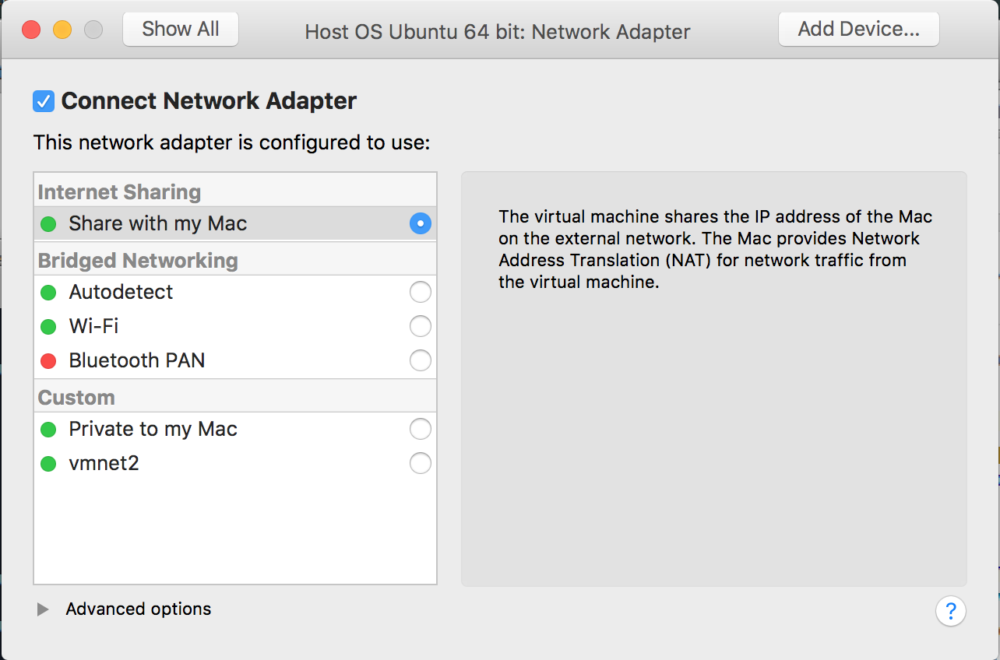 Show All
Host OS Ubuntu 64 bit: Network Adapter
Add Device...
Connect Network Adapter
This network adapter is configured to use:
Internet Sharing
Share with my Mac
Bridged Networking
Autodetect
Wi-Fi
Bluetooth PAN
Custom
Private to my Mac
vmnet2
The virtual machine shares the IP address of the Mac
on the external network. The Mac provides Network
Address Translation (NAT) for network traffic from
the virtual machine.
Advanced options
?